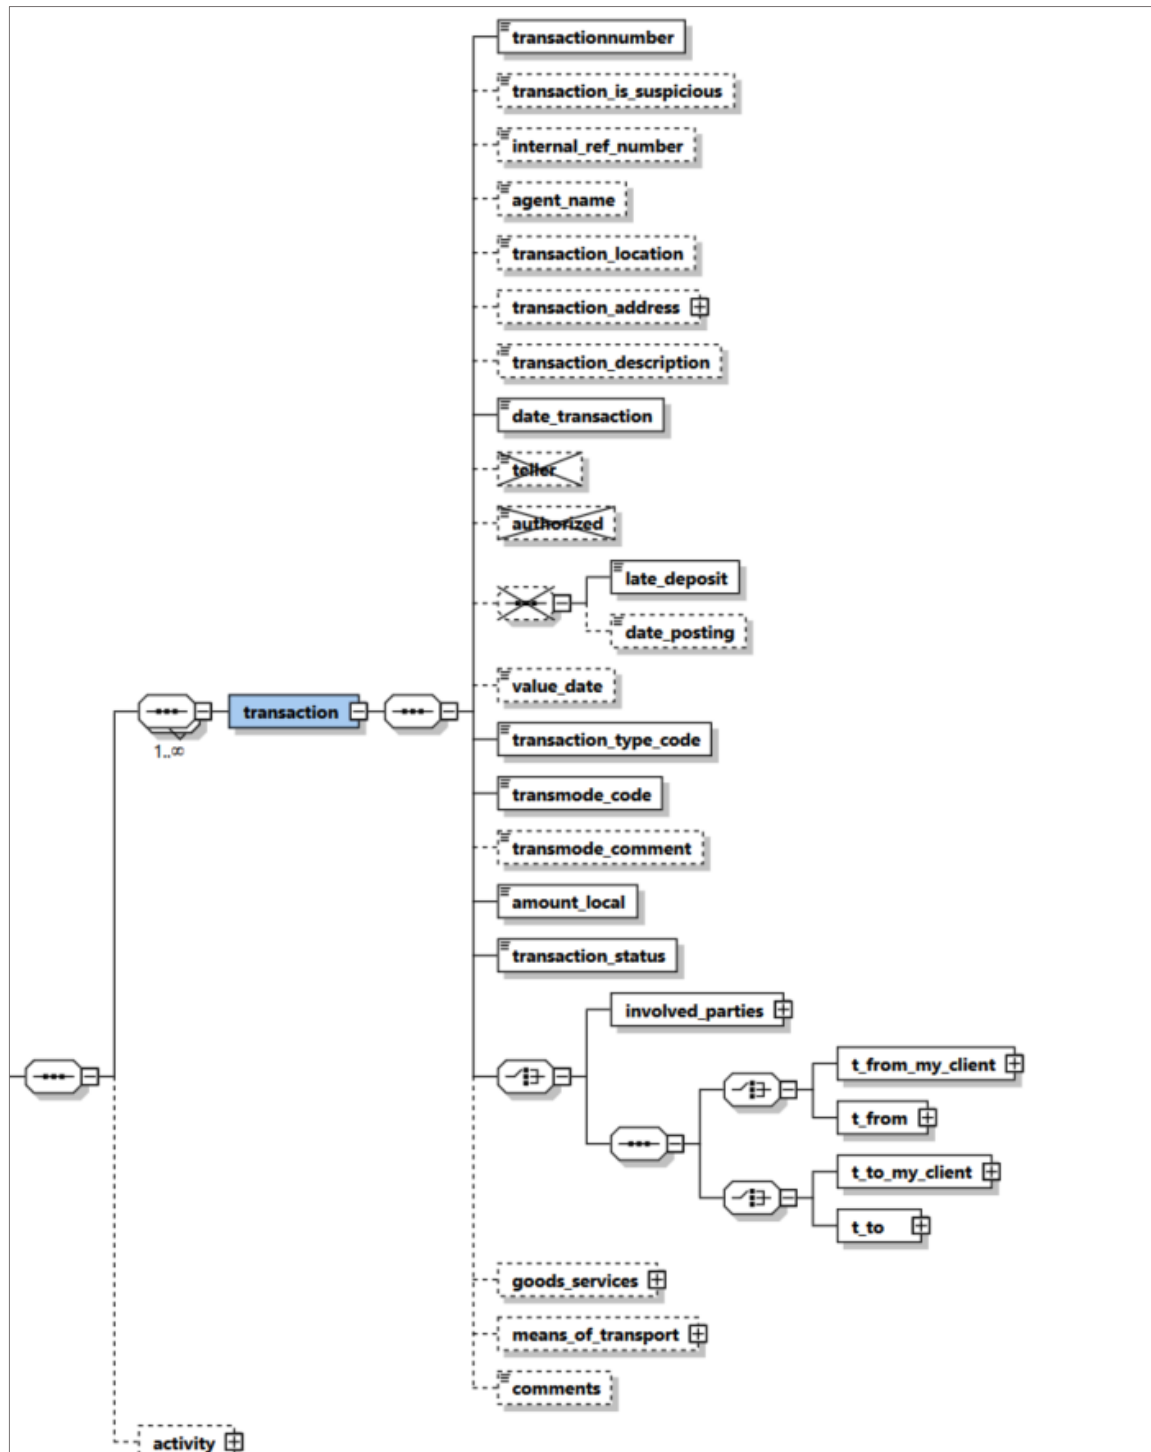 transactionnumber
transaction_is_suspicious
internal_ref_number
agent_name
transaction_location
transaction_address
transaction_description
date_transaction
teller
authorized
late_deposit
date_posting
value_date
transaction
1..∞
transaction_type_code
transmode_code
transmode_comment
amount_local
transaction_status
involved_parties
t_from_my_client
t_from
t_to_my_client
t_to
goods_services
means_of_transport
comments
activity